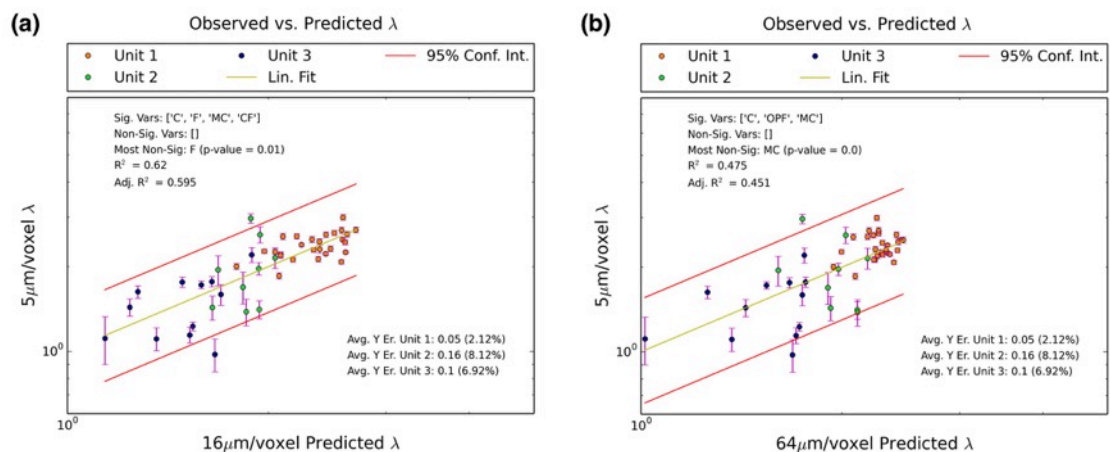 (a)
Observed vs. Predicted λ
Unit 1
Unit 3
95% Conf. Int.
Unit 2
Lin. Fit
Sig. Vars: ['C', 'F', 'MC', 'CF']
Non-Sig. Vars: []
Most Non-Sig: F (p-value = 0.01)
R² = 0.62
Adj. R² = 0.595
5μm/voxel λ
10⁰
Avg. Y Er. Unit 1: 0.05 (2.12%)
Avg. Y Er. Unit 2: 0.16 (8.12%)
Avg. Y Er. Unit 3: 0.1 (6.92%)
10⁰
16μm/voxel Predicted λ
(b)
Observed vs. Predicted λ
Unit 1
Unit 3
95% Conf. Int.
Unit 2
Lin. Fit
Sig. Vars: ['C', 'OPF', 'MC']
Non-Sig. Vars: []
Most Non-Sig: MC (p-value = 0.0)
R² = 0.475
Adj. R² = 0.451
5μm/voxel λ
10⁰
Avg. Y Er. Unit 1: 0.05 (2.12%)
Avg. Y Er. Unit 2: 0.16 (8.12%)
Avg. Y Er. Unit 3: 0.1 (6.92%)
10⁰
64μm/voxel Predicted λ